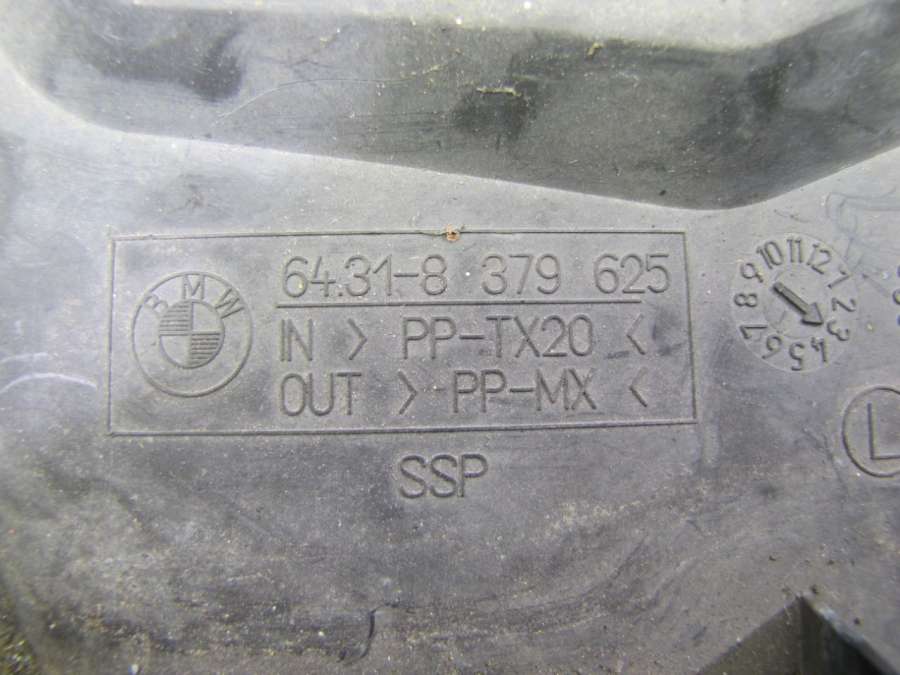 BMW
64.31-8 379 625
IN > PP-TX20 <
OUT > PP-MX <
SSP
1 2 3 4 5 6 7 8 9 10 11 12
L